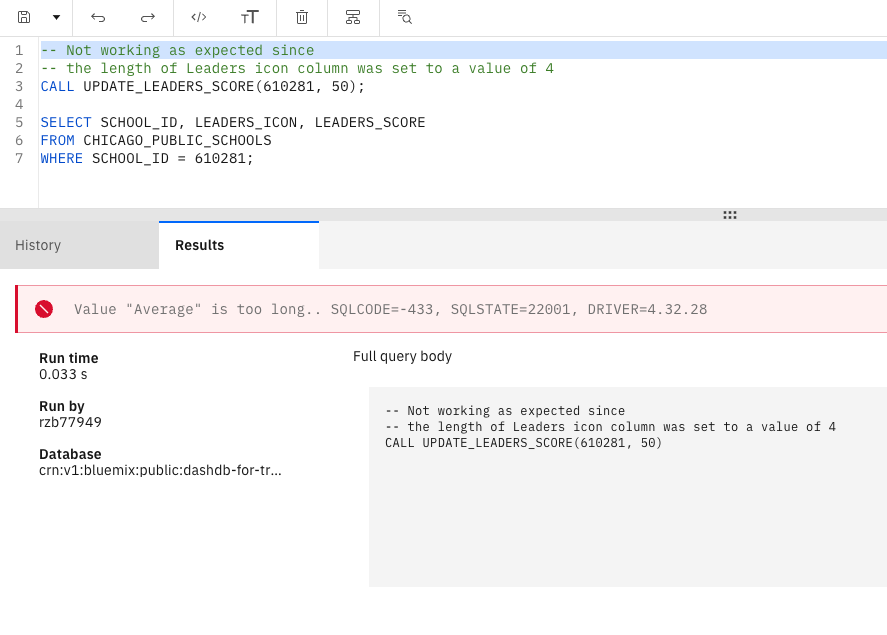 </>
TT
1 -- Not working as expected since
2 -- the length of Leaders icon column was set to a value of 4
3 CALL UPDATE_LEADERS_SCORE(610281, 50);
4
5 SELECT SCHOOL_ID, LEADERS_ICON, LEADERS_SCORE
6 FROM CHICAGO_PUBLIC_SCHOOLS
7 WHERE SCHOOL_ID = 610281;
History
Results
Value "Average" is too long.. SQLCODE=-433, SQLSTATE=22001, DRIVER=4.32.28
Run time
0.033 s
Run by
rzb77949
Database
crn:v1:bluemix:public:dashdb-for-tr...
Full query body
-- Not working as expected since
-- the length of Leaders icon column was set to a value of 4
CALL UPDATE_LEADERS_SCORE(610281, 50)